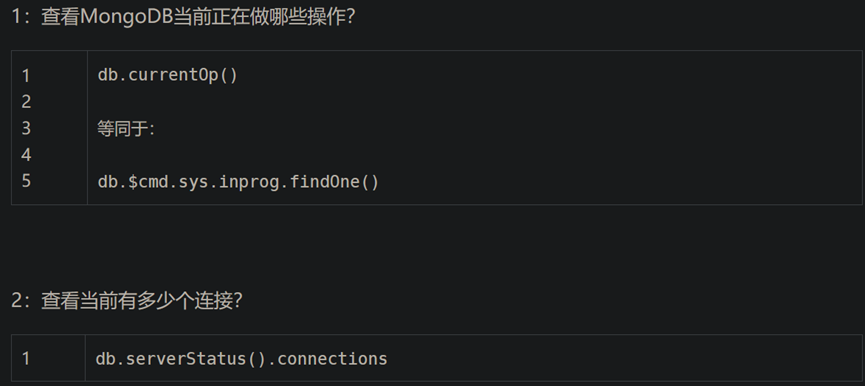 1：查看MongoDB当前正在做哪些操作？
1 db.currentOp()
2
3 等同于：
4
5 db.$cmd.sys.inprog.findOne()
2：查看当前有多少个连接？
1 db.serverStatus().connections